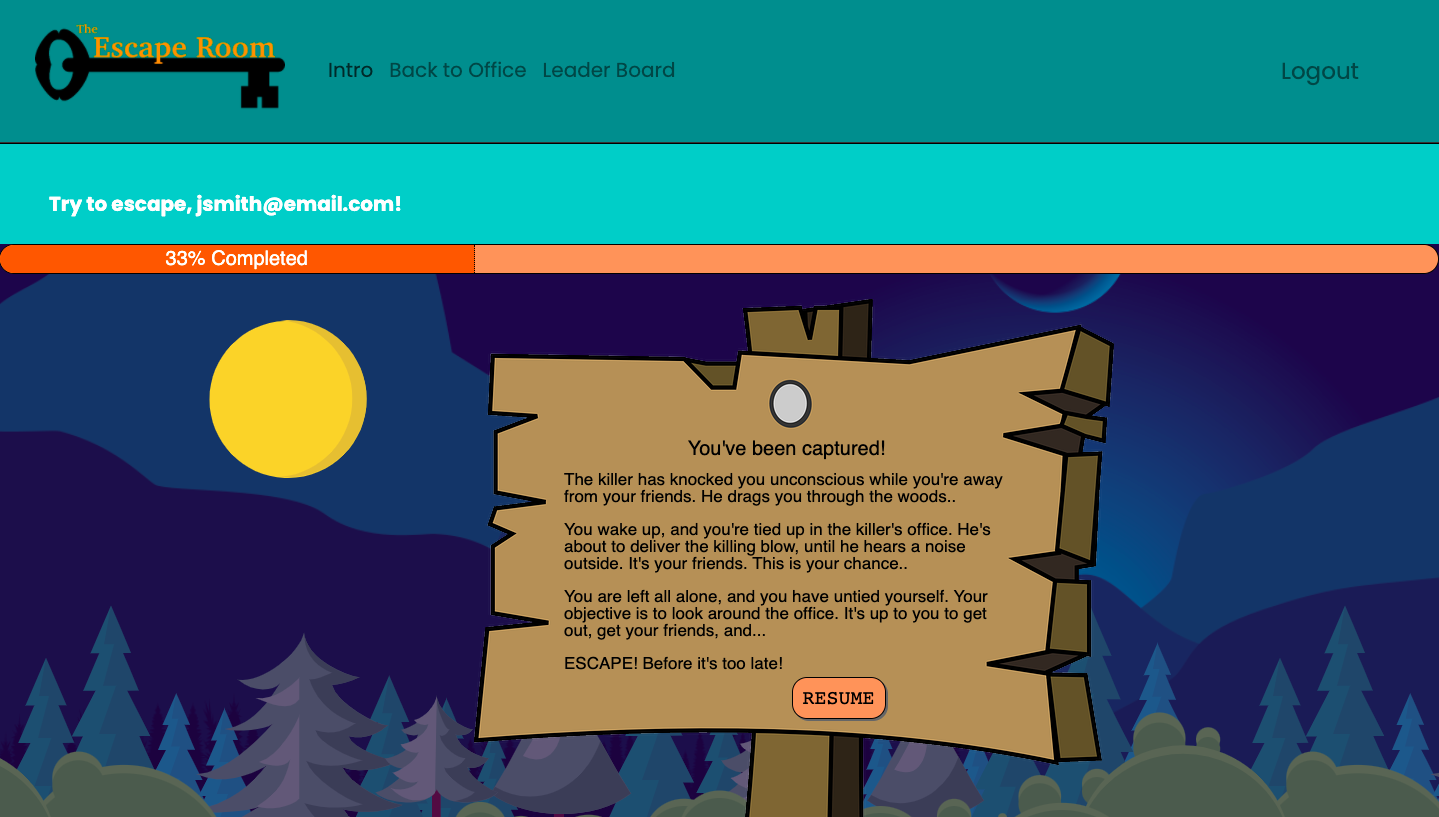 The
Escape Room
Intro Back to Office Leader Board
Logout
Try to escape, jsmith@email.com!
33% Completed
You've been captured!
The killer has knocked you unconscious while you're away
from your friends. He drags you through the woods..
You wake up, and you're tied up in the killer's office. He's
about to deliver the killing blow, until he hears a noise
outside. It's your friends. This is your chance..
You are left all alone, and you have untied yourself. Your
objective is to look around the office. It's up to you to get
out, get your friends, and...
ESCAPE! Before it's too late!
RESUME